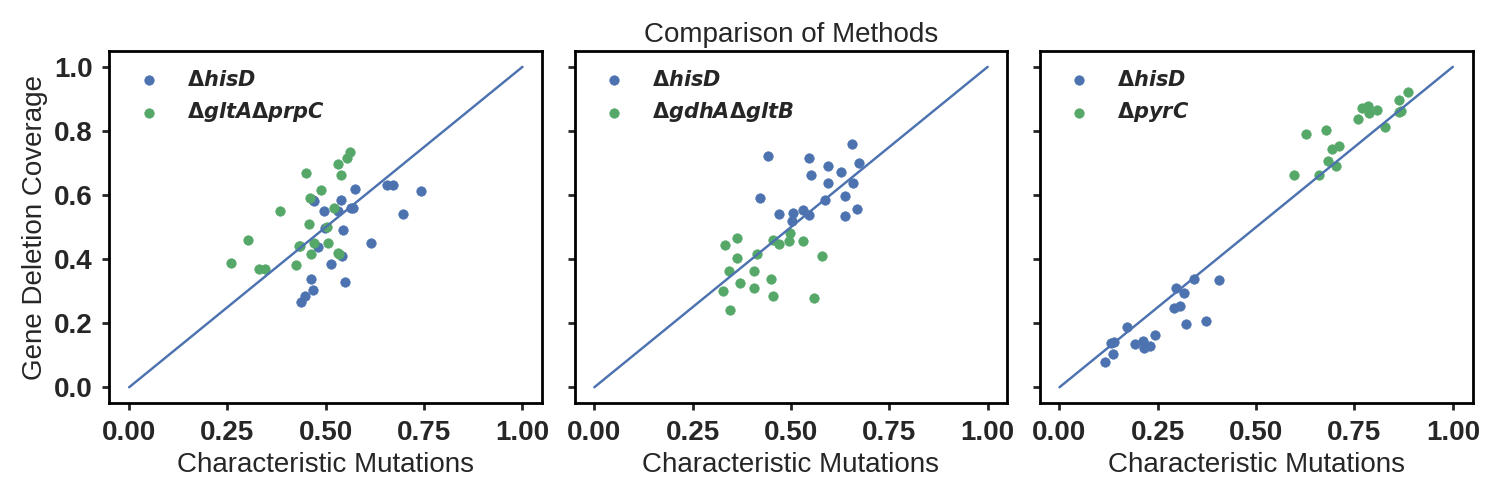 Comparison of Methods
Gene Deletion Coverage
1.0
0.8
0.6
0.4
0.2
0.0
ΔhisD
ΔgltAΔprpC
0.00 0.25 0.50 0.75 1.00
Characteristic Mutations
ΔhisD
ΔgdhAΔgltB
0.00 0.25 0.50 0.75 1.00
Characteristic Mutations
ΔhisD
ΔpyrC
0.00 0.25 0.50 0.75 1.00
Characteristic Mutations